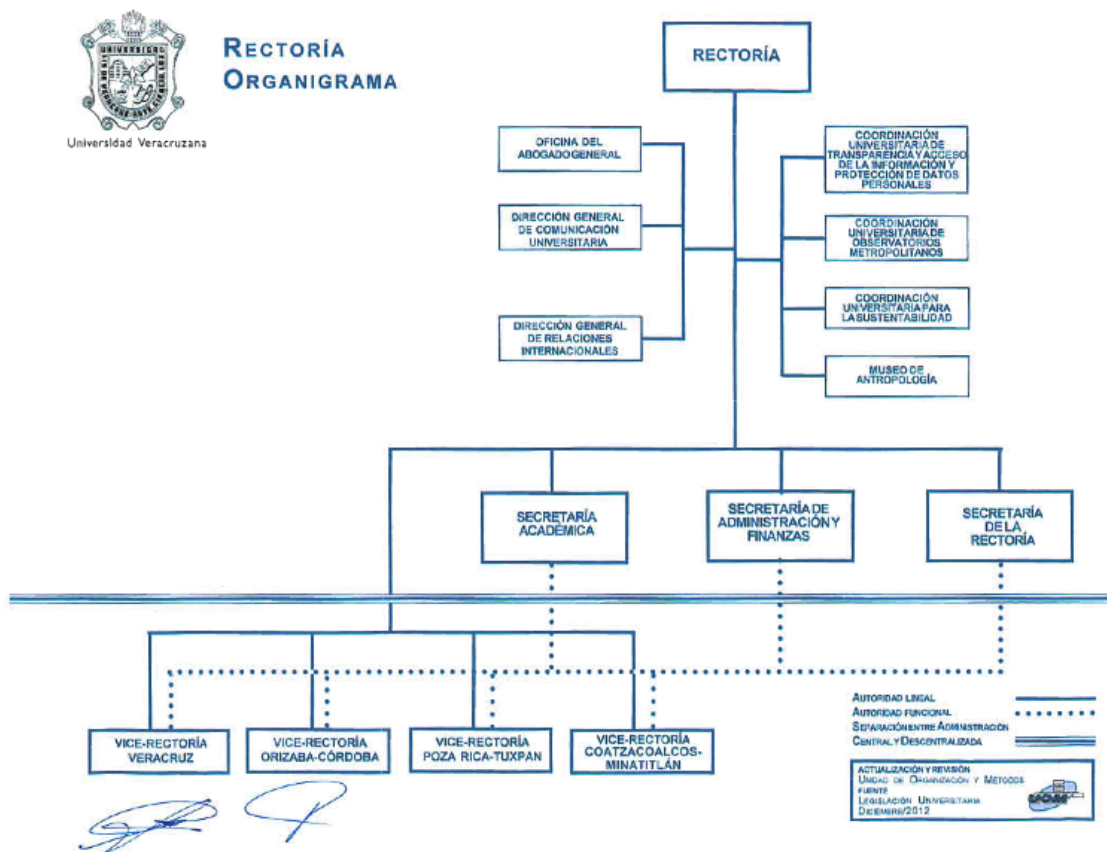 RECTORÍA
ORGANIGRAMA
Universidad Veracruzana
RECTORÍA
OFICINA DEL
ABOGADO GENERAL
DIRECCIÓN GENERAL
DE COMUNICACIÓN
UNIVERSITARIA
DIRECCIÓN GENERAL
DE RELACIONES
INTERNACIONALES
COORDINACIÓN
UNIVERSITARIA DE
TRANSPARENCIA Y ACCESO
DE LA INFORMACIÓN Y
PROTECCIÓN DE DATOS
PERSONALES
COORDINACIÓN
UNIVERSITARIA DE
OBSERVATORIOS
METROPOLITANOS
COORDINACIÓN
UNIVERSITARIA PARA
LA SUSTENTABILIDAD
MUSEO DE
ANTROPOLOGÍA
SECRETARÍA
ACADÉMICA
SECRETARÍA DE
ADMINISTRACIÓN Y
FINANZAS
SECRETARÍA
DE LA
RECTORÍA
VICE-RECTORÍA
VERACRUZ
VICE-RECTORÍA
ORIZABA-CÓRDOBA
VICE-RECTORÍA
POZA RICA-TUXPAN
VICE-RECTORÍA
COATZACOALCOS-
MINATITLÁN
AUTORIDAD LINEAL
AUTORIDAD FUNCIONAL
SEPARACIÓN ENTRE ADMINISTRACIÓN
CENTRAL Y DESCENTRALIZADA
ACTUALIZACIÓN Y REVISIÓN
UNIDAD DE ORGANIZACIÓN Y MÉTODOS
FUENTE
LEGISLACIÓN UNIVERSITARIA
DICIEMBRE/2012